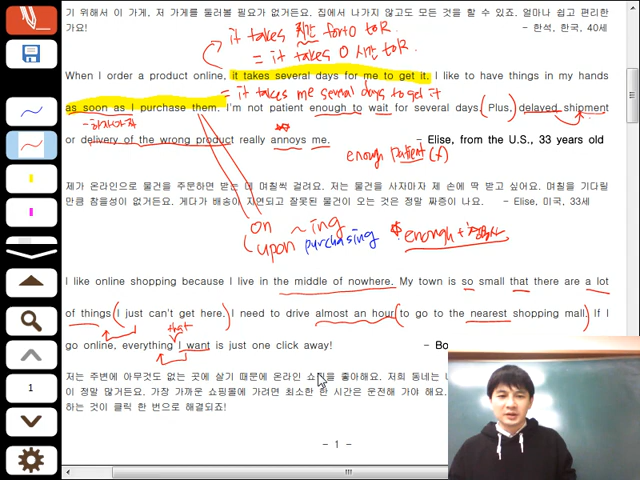 기 위해서 이 가게, 저 가게를 둘러볼 필요가 없거든요. 집에서 나가지 않고도 모든 것을 할 수 있죠. 얼마나 쉽고 편리한
가요!
- 한석, 한국, 40세
it takes 시간 for 0 to R
= it takes 0 시간 to R.
When I order a product online, it takes several days for me to get it. I like to have things in my hands
= it takes me several days to get it
as soon as I purchase them. I'm not patient enough to wait for several days. (Plus,) delayed shipment
- 하자마자
or delivery of the wrong product really annoys me.
- Elise, from the U.S., 33 years old
enough patient (x)
제가 온라인으로 물건을 주문하면 받는 데 며칠씩 걸려요. 저는 물건을 사자마자 제 손에 딱 받고 싶어요. 며칠을 기다릴
만큼 참을성이 없거든요. 게다가 배송이 지연되고 잘못된 물건이 오는 것은 정말 짜증이 나요.
- Elise, 미국, 33세
on ~ing
upon purchasing
enough +
I like online shopping because I live in the middle of nowhere. My town is so small that there are a lot
of things (I just can't get here.) I need to drive almost an hour (to go to the nearest shopping mall.) If I
that
go online, everything I want is just one click away!
- Bo
저는 주변에 아무것도 없는 곳에 살기 때문에 온라인 쇼핑을 좋아해요. 저희 동네는
이 정말 많거든요. 가장 가까운 쇼핑몰에 가려면 최소한 한 시간은 운전해 가야 해요.
하는 것이 클릭 한 번으로 해결되죠!
- 1 -
1